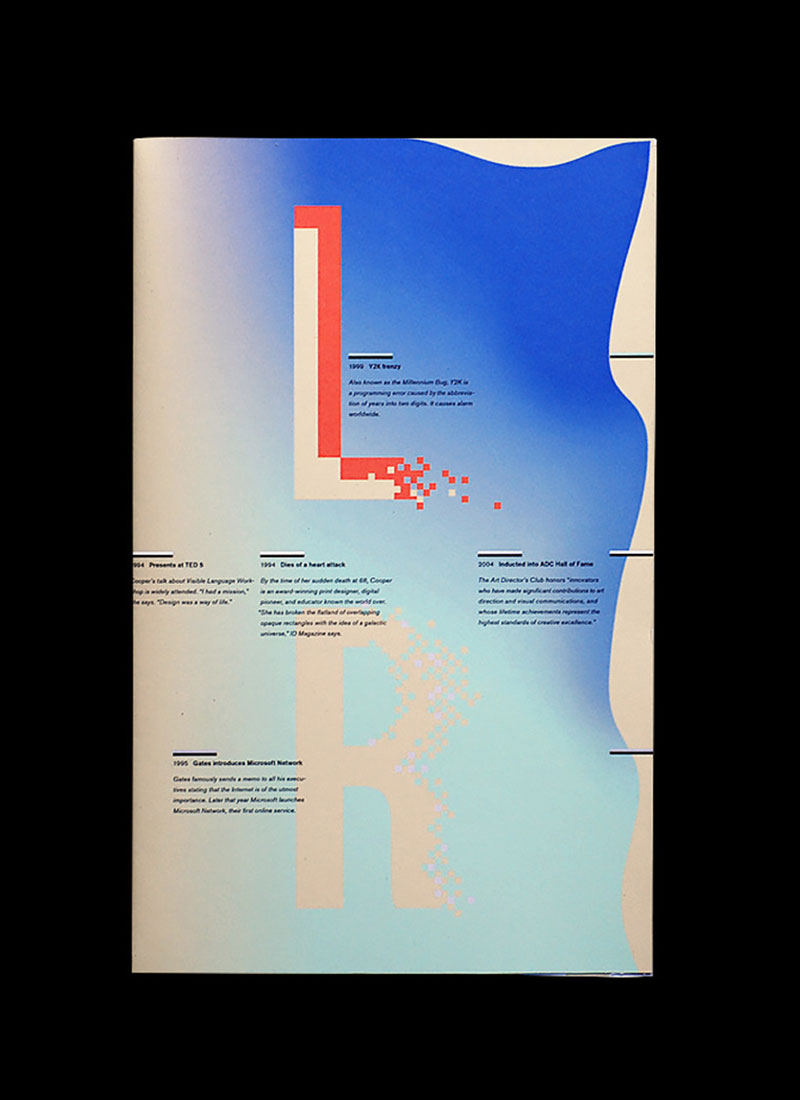 L
1999 Y2K frenzy
Also known as the Millennium Bug, Y2K is
a programming error caused by the abbrevia-
tion of years into two digits. It causes alarm
worldwide.
994 Presents at TED 5
Cooper's talk about Visible Language Work-
hop is widely attended. "I had a mission,"
he says. "Design was a way of life."
1994 Dies of a heart attack
By the time of her sudden death at 68, Cooper
is an award-winning print designer, digital
pioneer, and educator known the world over.
"She has broken the flatland of overlapping
opaque rectangles with the idea of a galactic
universe," ID Magazine says.
2004 Inducted into ADC Hall of Fame
The Art Director's Club honors "innovators
who have made significant contributions to art
direction and visual communications, and
whose lifetime achievements represent the
highest standards of creative excellence."
R
1995 Gates introduces Microsoft Network
Gates famously sends a memo to all his execu-
tives stating that the Internet is of the utmost
importance. Later that year Microsoft launches
Microsoft Network, their first online service.